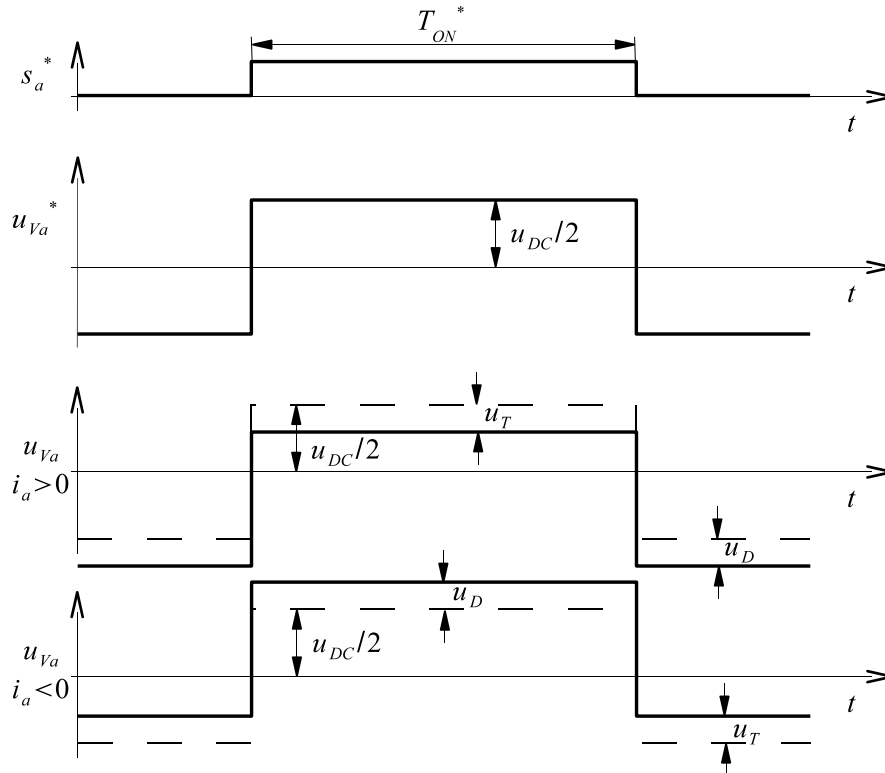 T_ON*
s_a*
t
u_Va*
u_DC/2
t
u_T
u_Va
u_DC/2
i_a>0
t
u_D
u_D
u_Va
u_DC/2
i_a<0
t
u_T